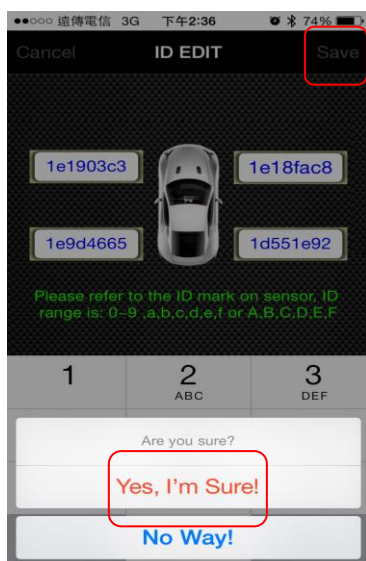 遠傳電信 3G 下午2:36 74%
Cancel ID EDIT Save
1e1903c3 1e18fac8
1e9d4665 1d551e92
Please refer to the ID mark on sensor, ID
range is: 0~9 ,a,b,c,d,e,f or A,B,C,D,E,F
1 2 3
ABC DEF
Are you sure?
Yes, I'm Sure!
No Way!